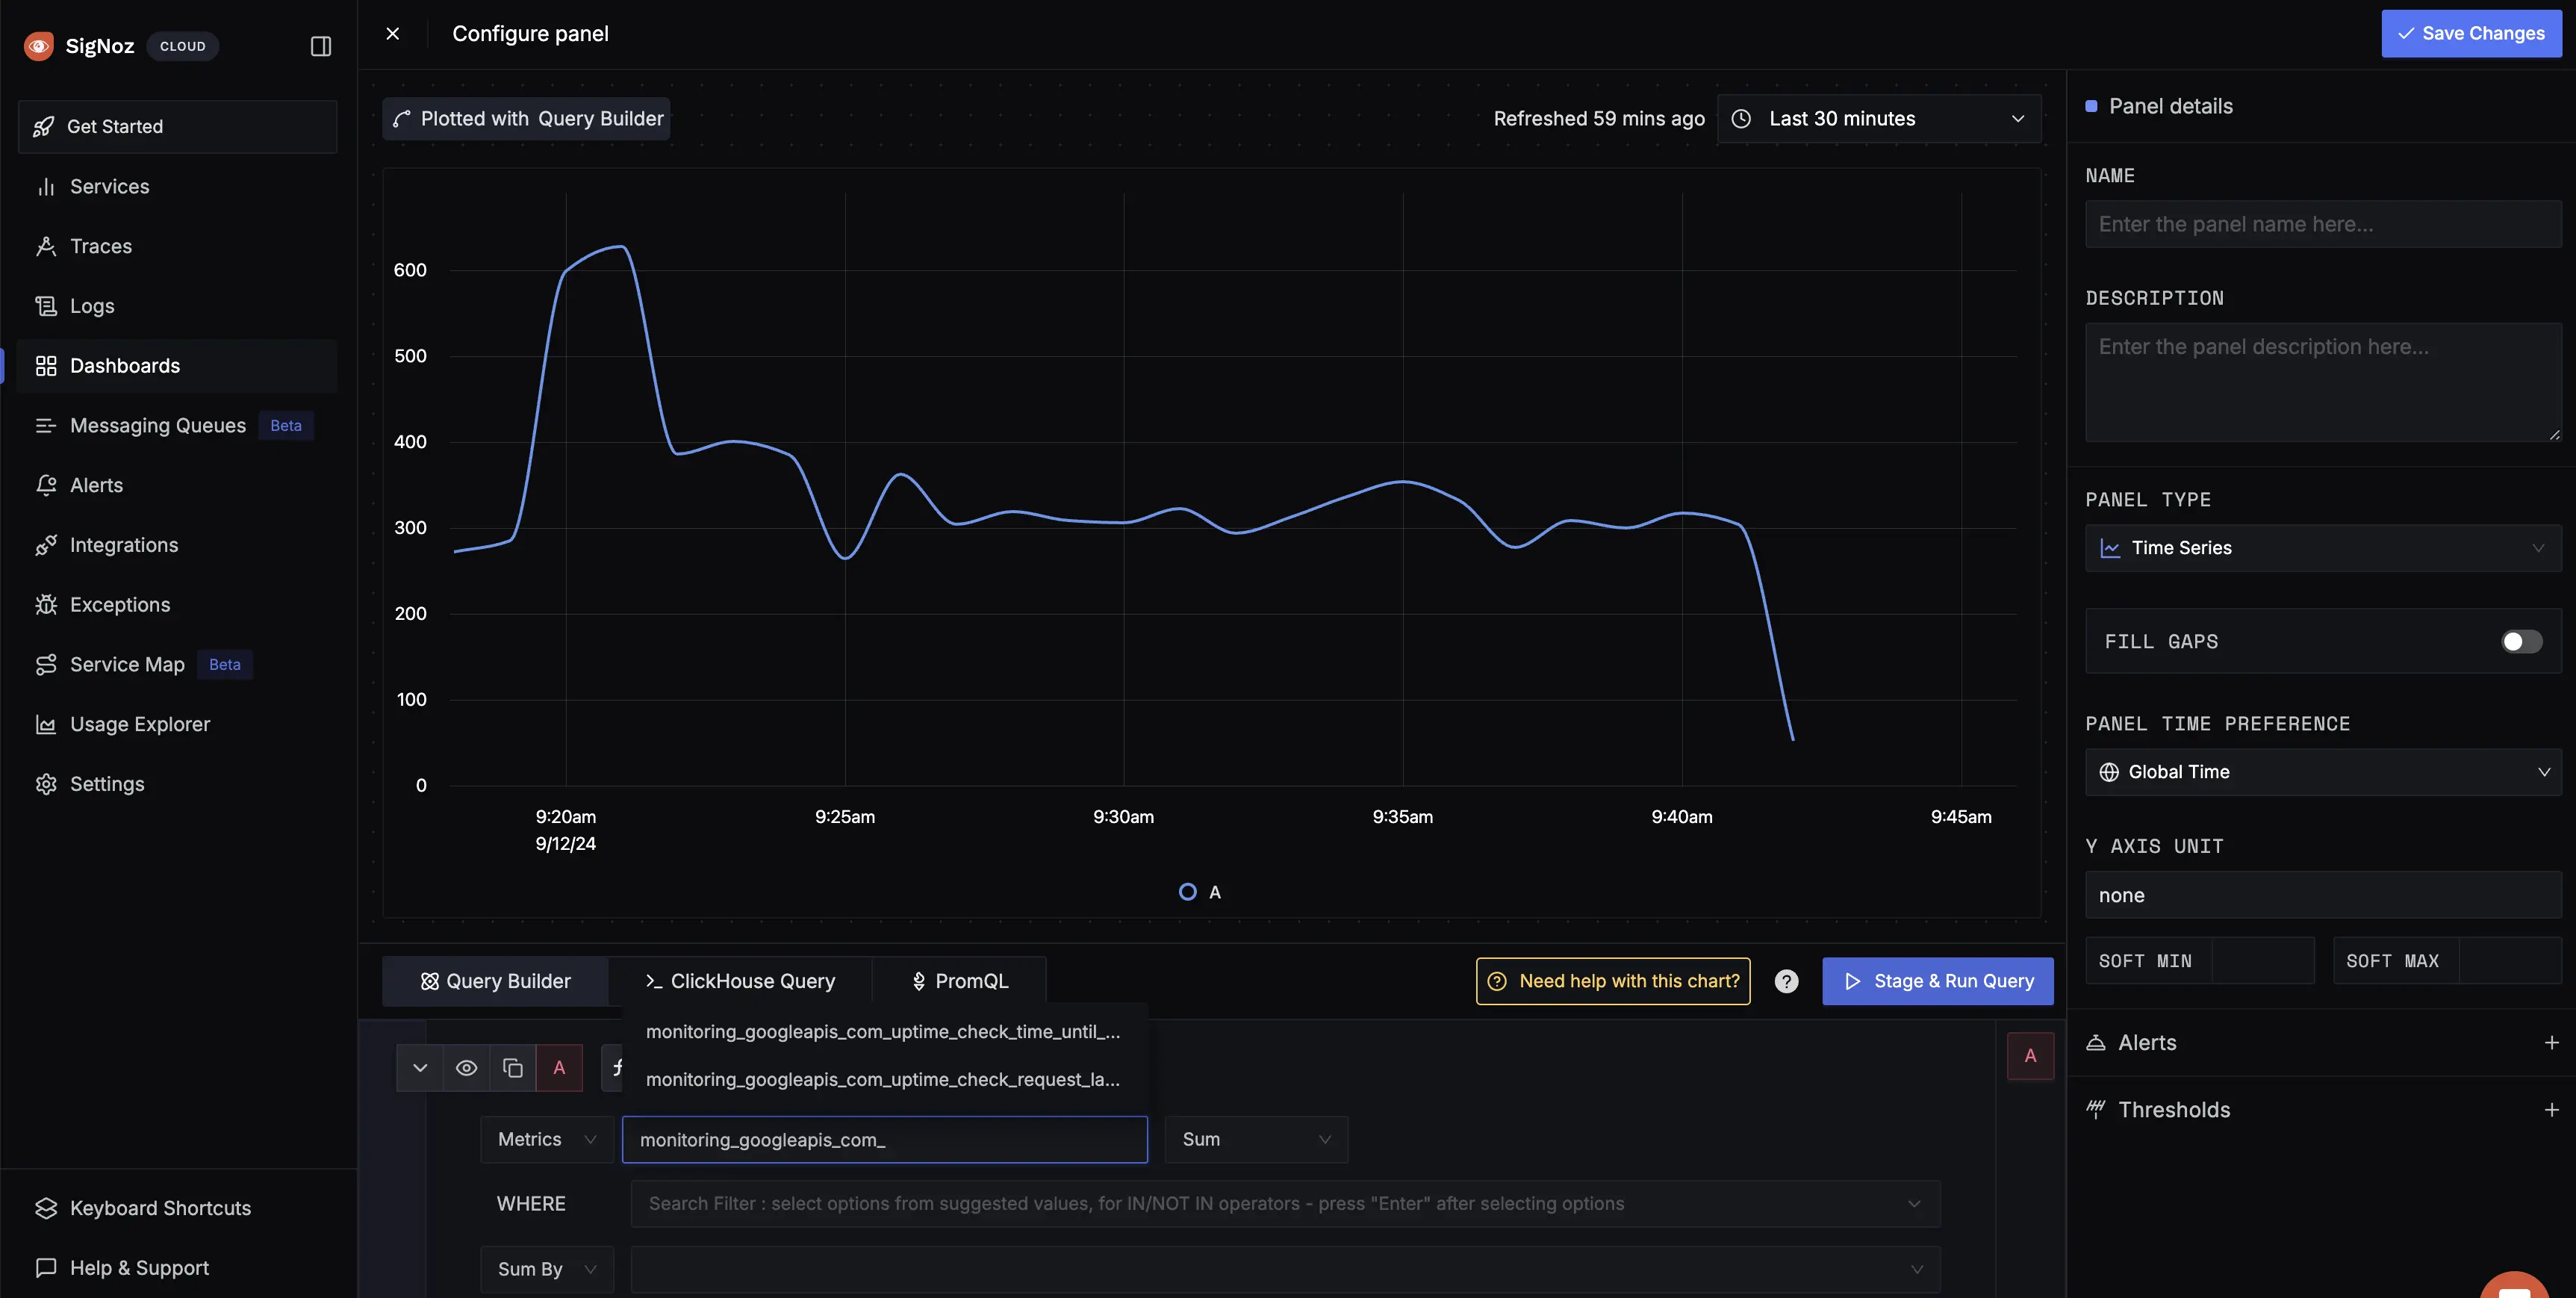 SigNoz CLOUD
Get Started
Services
Traces
Logs
Dashboards
Messaging Queues Beta
Alerts
Integrations
Exceptions
Service Map Beta
Usage Explorer
Settings
Keyboard Shortcuts
Help & Support
Configure panel
Save Changes
Plotted with Query Builder
Refreshed 59 mins ago
Last 30 minutes
600
500
400
300
200
100
0
9:20am 9:25am 9:30am 9:35am 9:40am 9:45am
9/12/24
A
Query Builder
ClickHouse Query
PromQL
Need help with this chart?
?
Stage & Run Query
monitoring_googleapis_com_uptime_check_time_until_...
monitoring_googleapis_com_uptime_check_request_la...
A
A
Metrics
monitoring_googleapis_com_
Sum
WHERE
Search Filter : select options from suggested values, for IN/NOT IN operators - press "Enter" after selecting options
Sum By
Panel details
NAME
Enter the panel name here...
DESCRIPTION
Enter the panel description here...
PANEL TYPE
Time Series
FILL GAPS
PANEL TIME PREFERENCE
Global Time
Y AXIS UNIT
none
SOFT MIN
SOFT MAX
Alerts
Thresholds